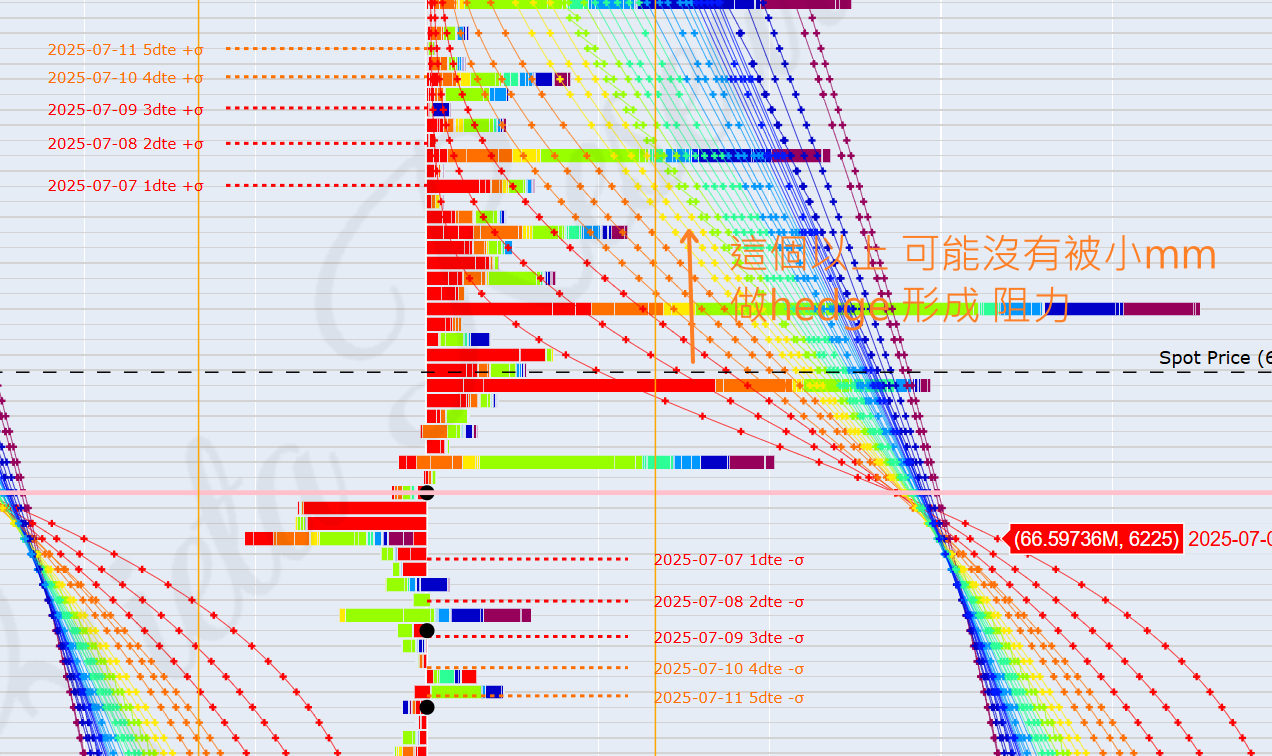 2025-07-11 5dte +σ
2025-07-10 4dte +σ
2025-07-09 3dte +σ
2025-07-08 2dte +σ
2025-07-07 1dte +σ
這個以上 可能沒有被小mm
做hedge 形成 阻力
Spot Price (6
(66.59736M, 6225) 2025-07-0
2025-07-07 1dte -σ
2025-07-08 2dte -σ
2025-07-09 3dte -σ
2025-07-10 4dte -σ
2025-07-11 5dte -σ